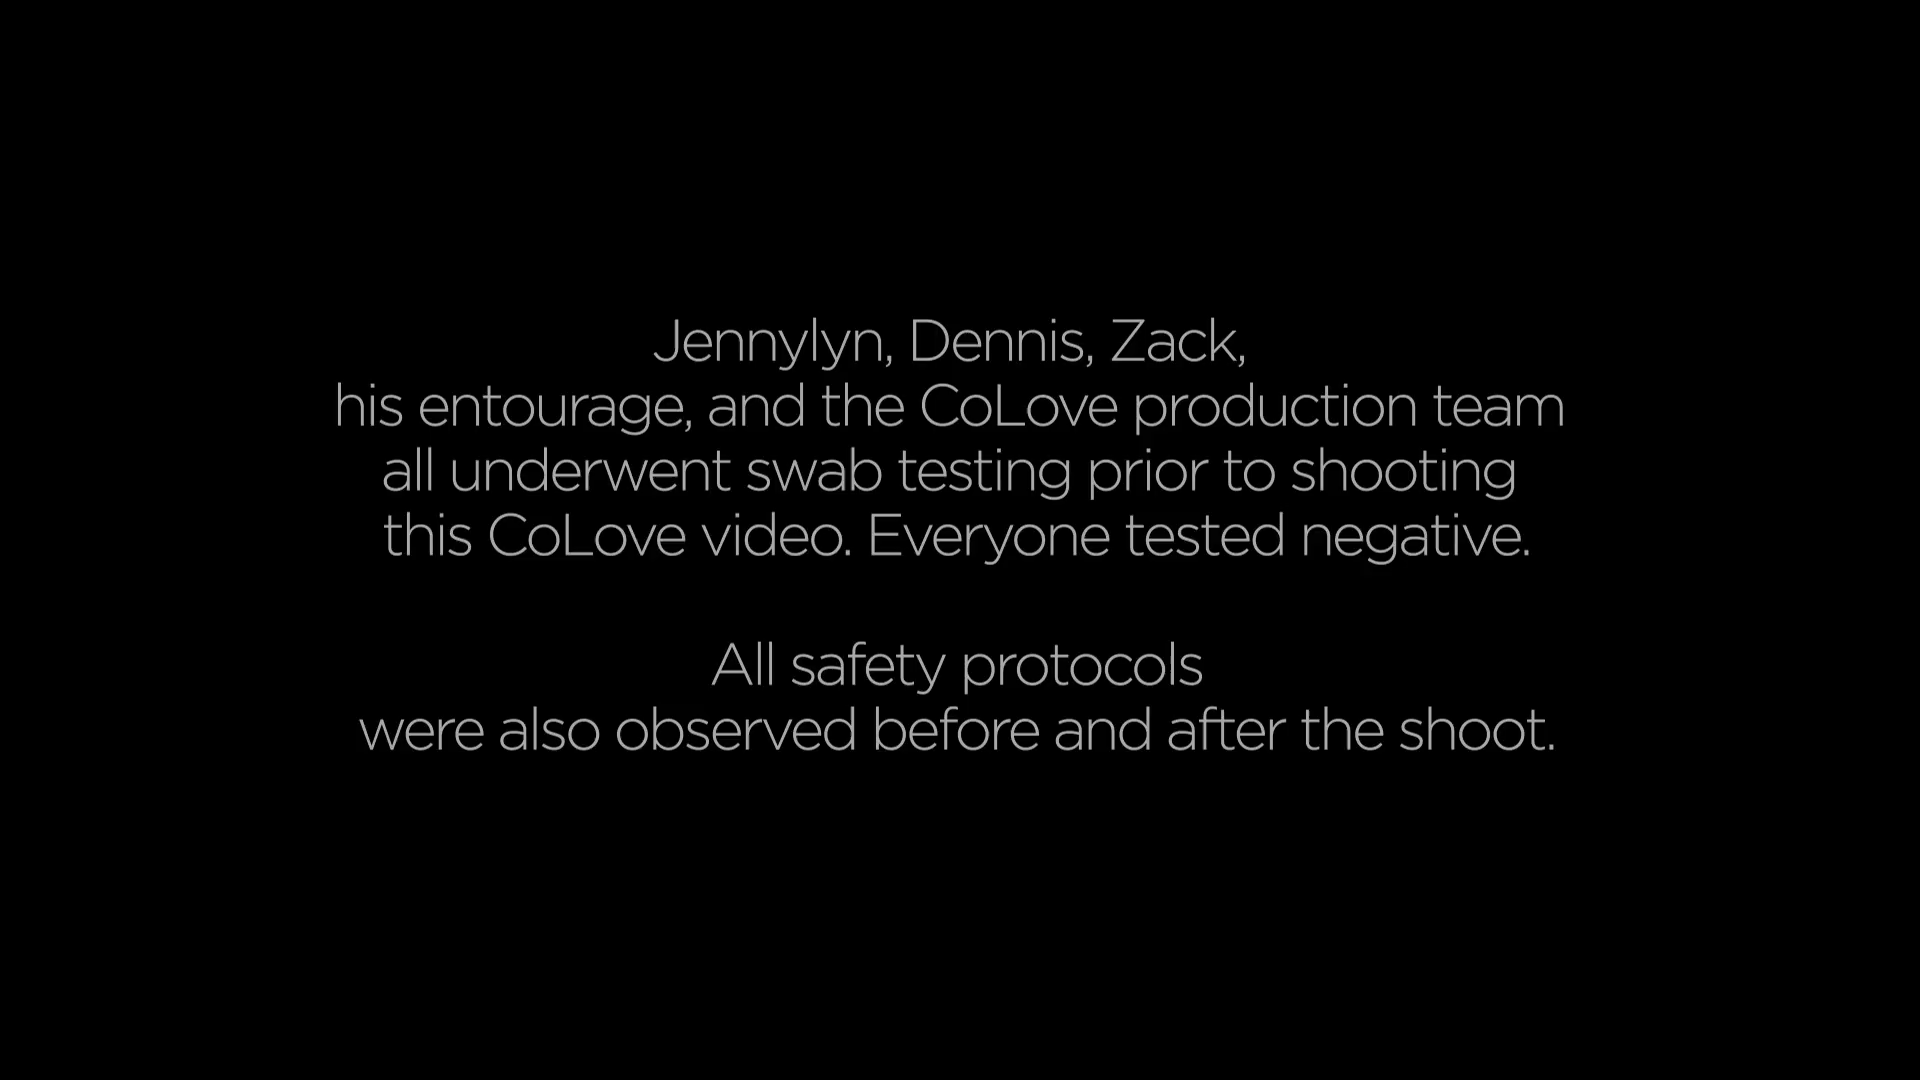 Jennylyn, Dennis, Zack,
his entourage, and the CoLove production team
all underwent swab testing prior to shooting
this CoLove video. Everyone tested negative.
All safety protocols
were also observed before and after the shoot.